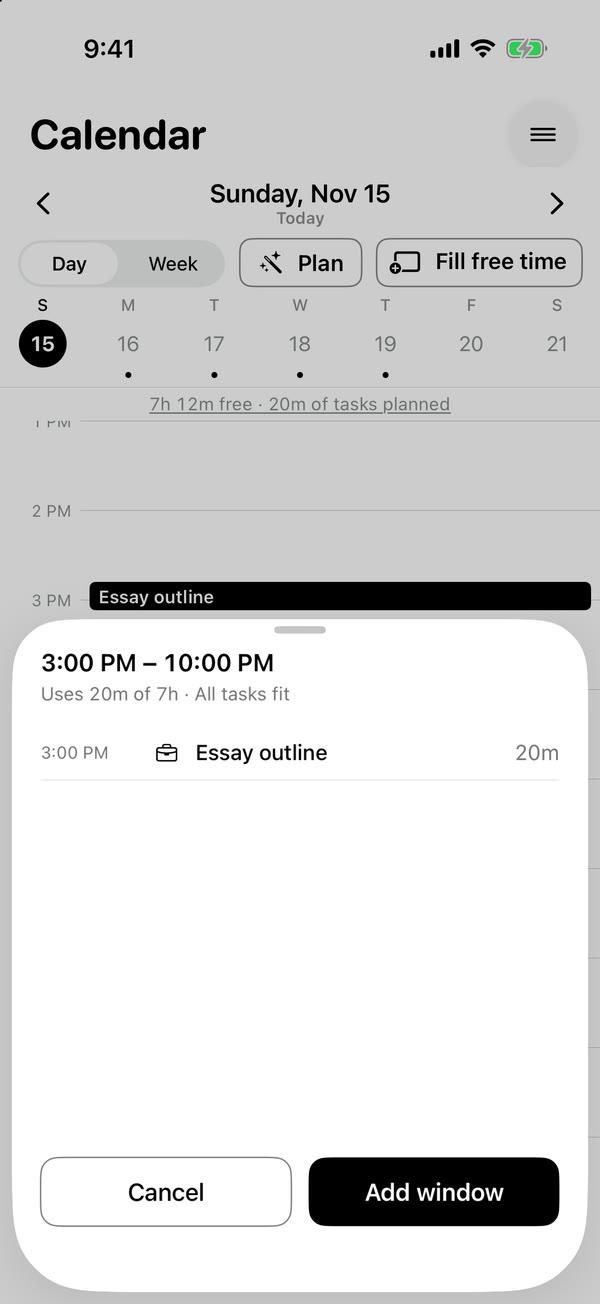 9:41
Calendar
Sunday, Nov 15
Today
Day Week Plan Fill free time
S M T W T F S
15 16 17 18 19 20 21
7h 12m free · 20m of tasks planned
1 PM
2 PM
3 PM Essay outline
3:00 PM – 10:00 PM
Uses 20m of 7h · All tasks fit
3:00 PM Essay outline 20m
Cancel Add window